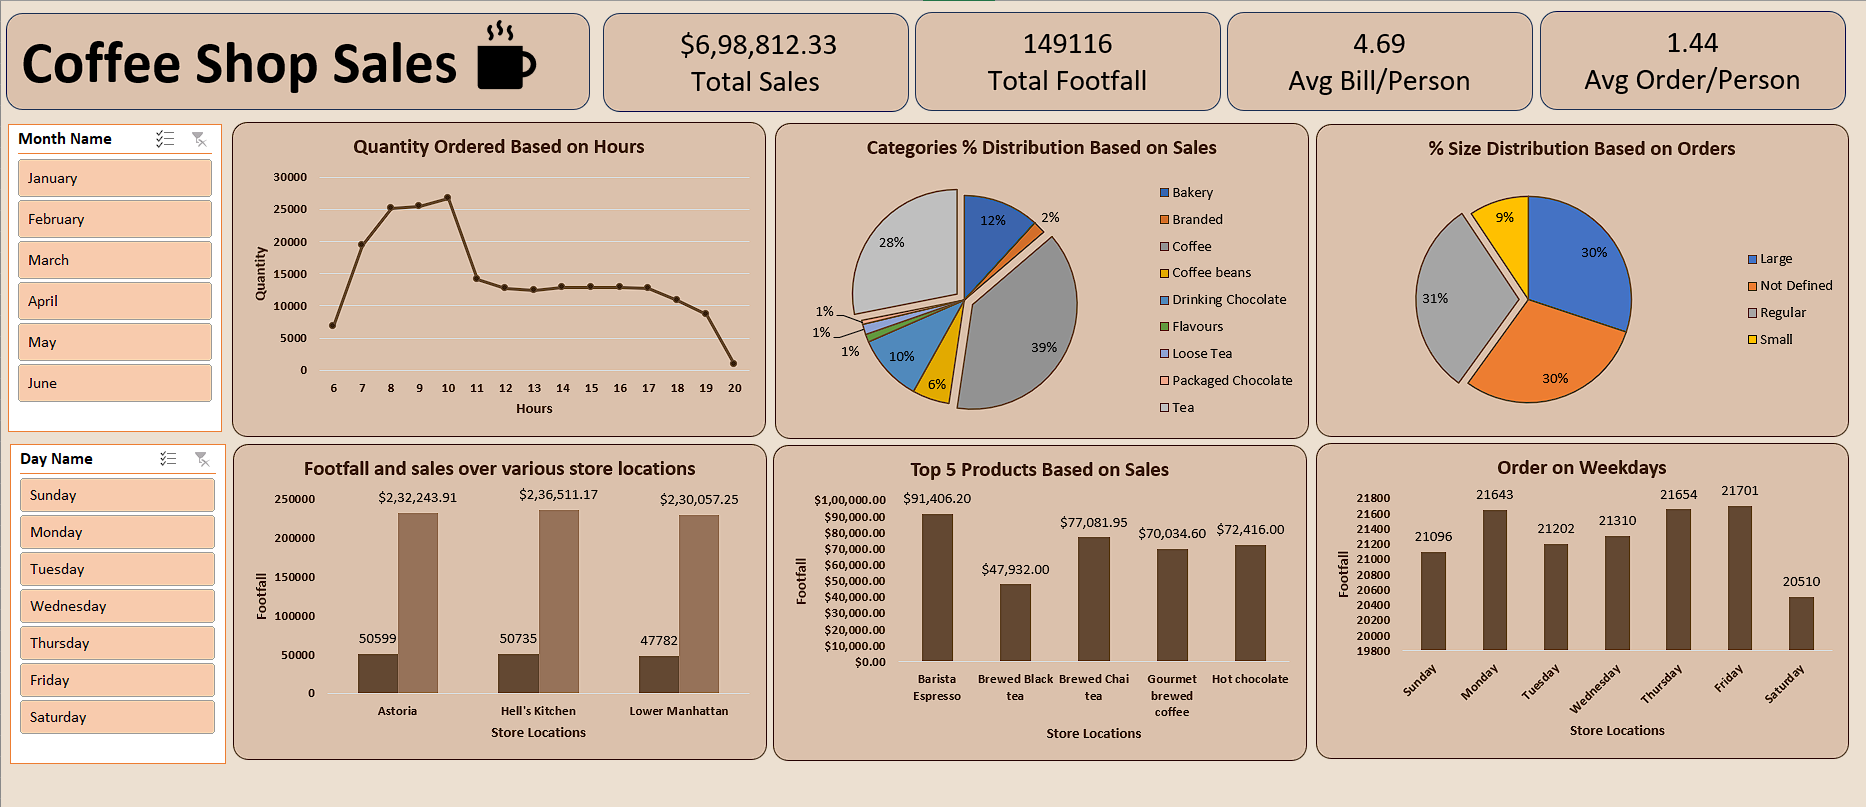 Coffee Shop Sales
$6,98,812.33
Total Sales
149116
Total Footfall
4.69
Avg Bill/Person
1.44
Avg Order/Person
Month Name
January
February
March
April
May
June
Quantity Ordered Based on Hours
Quantity
30000
25000
20000
15000
10000
5000
0
6 7 8 9 10 11 12 13 14 15 16 17 18 19 20
Hours
Categories % Distribution Based on Sales
12%
2%
39%
6%
10%
1%
1%
1%
28%
Bakery
Branded
Coffee
Coffee beans
Drinking Chocolate
Flavours
Loose Tea
Packaged Chocolate
Tea
% Size Distribution Based on Orders
30%
30%
31%
9%
Large
Not Defined
Regular
Small
Day Name
Sunday
Monday
Tuesday
Wednesday
Thursday
Friday
Saturday
Footfall and sales over various store locations
Footfall
250000
200000
150000
100000
50000
0
$2,32,243.91
$2,36,511.17
$2,30,057.25
50599
50735
47782
Astoria
Hell's Kitchen
Lower Manhattan
Store Locations
Top 5 Products Based on Sales
Footfall
$1,00,000.00
$90,000.00
$80,000.00
$70,000.00
$60,000.00
$50,000.00
$40,000.00
$30,000.00
$20,000.00
$10,000.00
$0.00
$91,406.20
$47,932.00
$77,081.95
$70,034.60
$72,416.00
Barista
Espresso
Brewed Black
tea
Brewed Chai
tea
Gourmet
brewed
coffee
Hot chocolate
Store Locations
Order on Weekdays
Footfall
21800
21600
21400
21200
21000
20800
20600
20400
20200
20000
19800
21096
21643
21202
21310
21654
21701
20510
Sunday
Monday
Tuesday
Wednesday
Thursday
Friday
Saturday
Store Locations